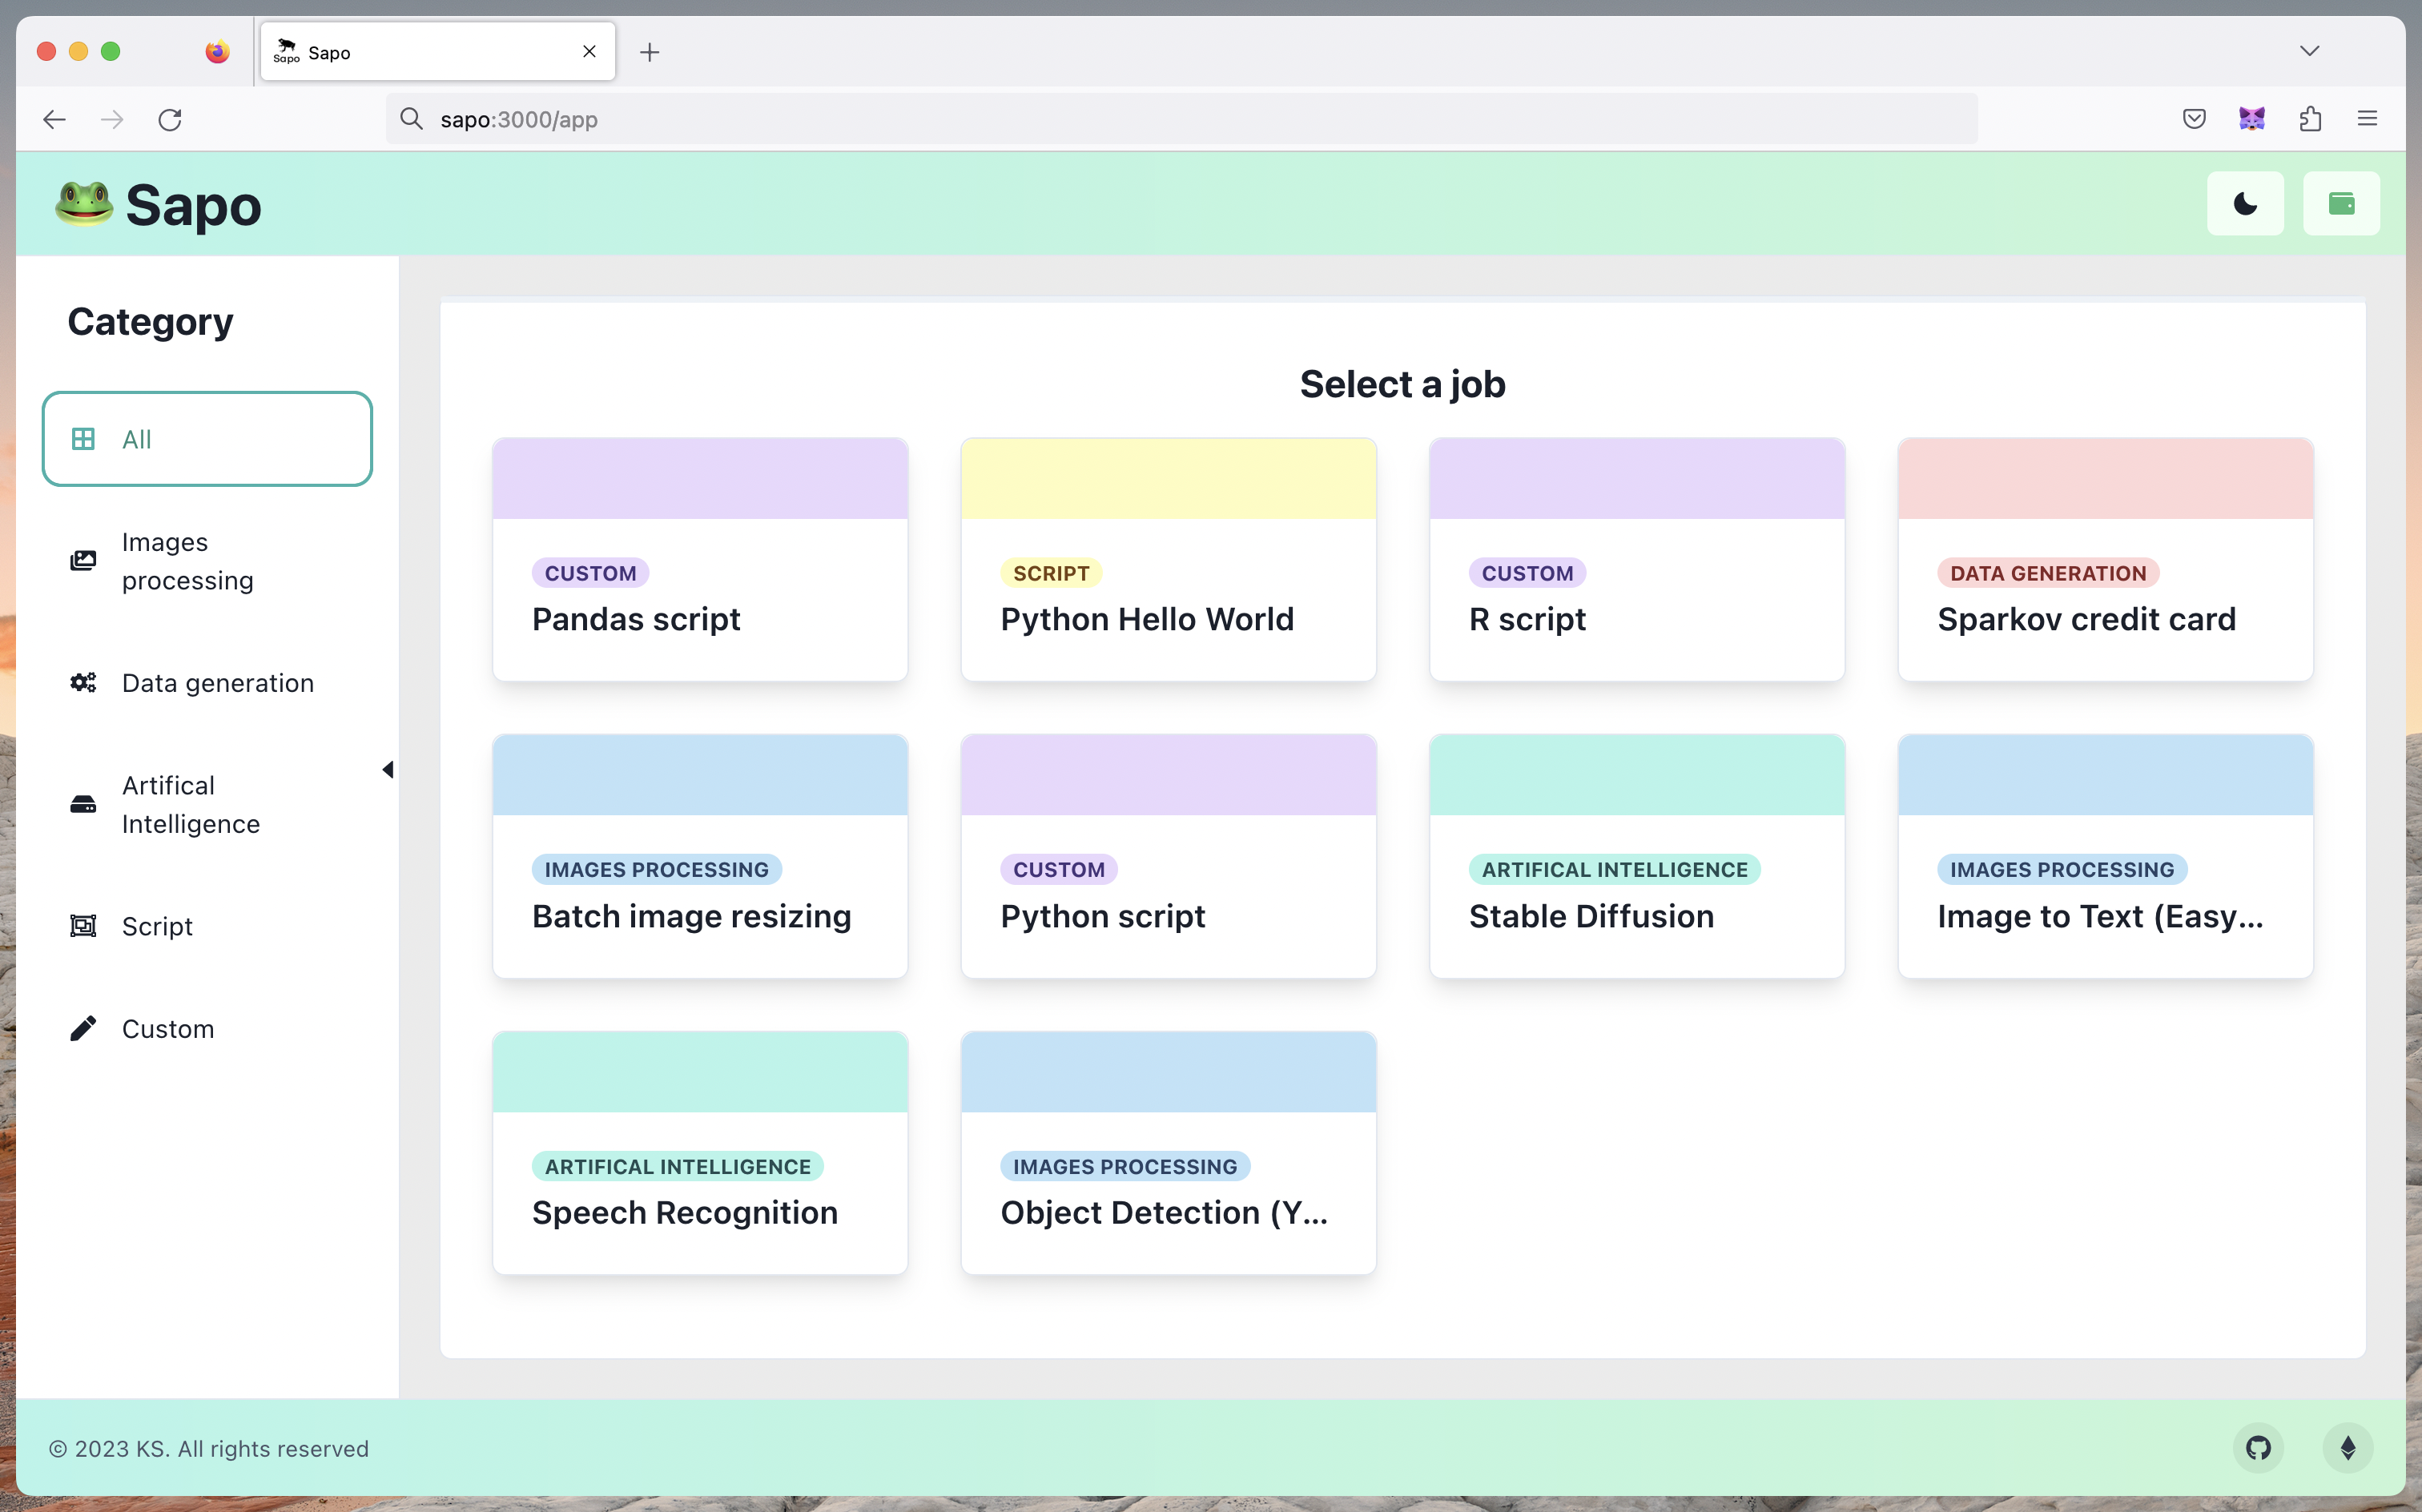 Sapo
Sapo
sapo:3000/app
Sapo
Category
All
Images
processing
Data generation
Artifical
Intelligence
Script
Custom
Select a job
CUSTOM
Pandas script
SCRIPT
Python Hello World
CUSTOM
R script
DATA GENERATION
Sparkov credit card
IMAGES PROCESSING
Batch image resizing
CUSTOM
Python script
ARTIFICAL INTELLIGENCE
Stable Diffusion
IMAGES PROCESSING
Image to Text (Easy...
ARTIFICAL INTELLIGENCE
Speech Recognition
IMAGES PROCESSING
Object Detection (Y...
© 2023 KS. All rights reserved